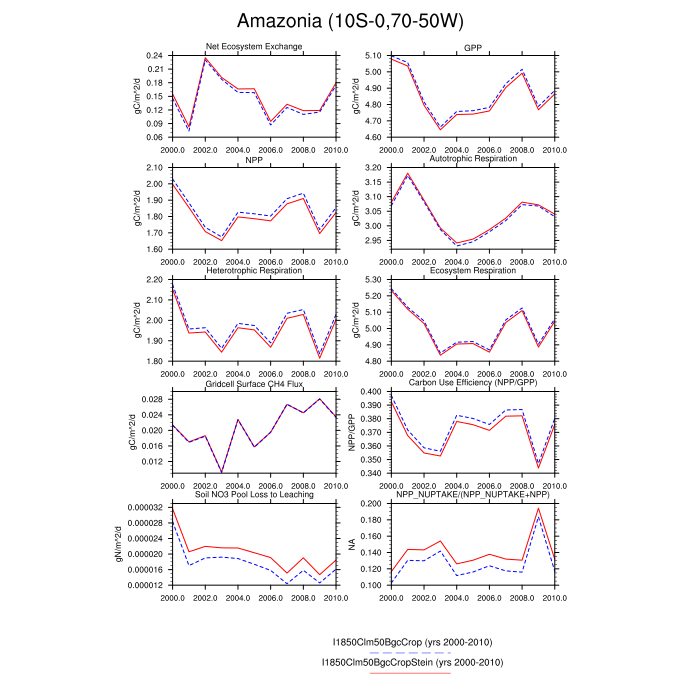 Amazonia (10S-0,70-50W)
Net Ecosystem Exchange
gC/m^2/d
0.24
0.21
0.18
0.15
0.12
0.09
0.06
2000.0 2002.0 2004.0 2006.0 2008.0 2010.0
GPP
gC/m^2/d
5.10
5.00
4.90
4.80
4.70
4.60
2000.0 2002.0 2004.0 2006.0 2008.0 2010.0
NPP
gC/m^2/d
2.10
2.00
1.90
1.80
1.70
1.60
2000.0 2002.0 2004.0 2006.0 2008.0 2010.0
Autotrophic Respiration
gC/m^2/d
3.20
3.15
3.10
3.05
3.00
2.95
2000.0 2002.0 2004.0 2006.0 2008.0 2010.0
Heterotrophic Respiration
gC/m^2/d
2.20
2.10
2.00
1.90
1.80
2000.0 2002.0 2004.0 2006.0 2008.0 2010.0
Ecosystem Respiration
gC/m^2/d
5.30
5.20
5.10
5.00
4.90
4.80
2000.0 2002.0 2004.0 2006.0 2008.0 2010.0
Gridcell Surface CH4 Flux
gC/m^2/d
0.028
0.024
0.020
0.016
0.012
2000.0 2002.0 2004.0 2006.0 2008.0 2010.0
Carbon Use Efficiency (NPP/GPP)
NPP/GPP
0.400
0.390
0.380
0.370
0.360
0.350
0.340
2000.0 2002.0 2004.0 2006.0 2008.0 2010.0
Soil NO3 Pool Loss to Leaching
gN/m^2/d
0.000032
0.000028
0.000024
0.000020
0.000016
0.000012
2000.0 2002.0 2004.0 2006.0 2008.0 2010.0
NPP_NUPTAKE/(NPP_NUPTAKE+NPP)
NA
0.200
0.180
0.160
0.140
0.120
0.100
2000.0 2002.0 2004.0 2006.0 2008.0 2010.0
I1850Clm50BgcCrop (yrs 2000-2010)
I1850Clm50BgcCropStein (yrs 2000-2010)